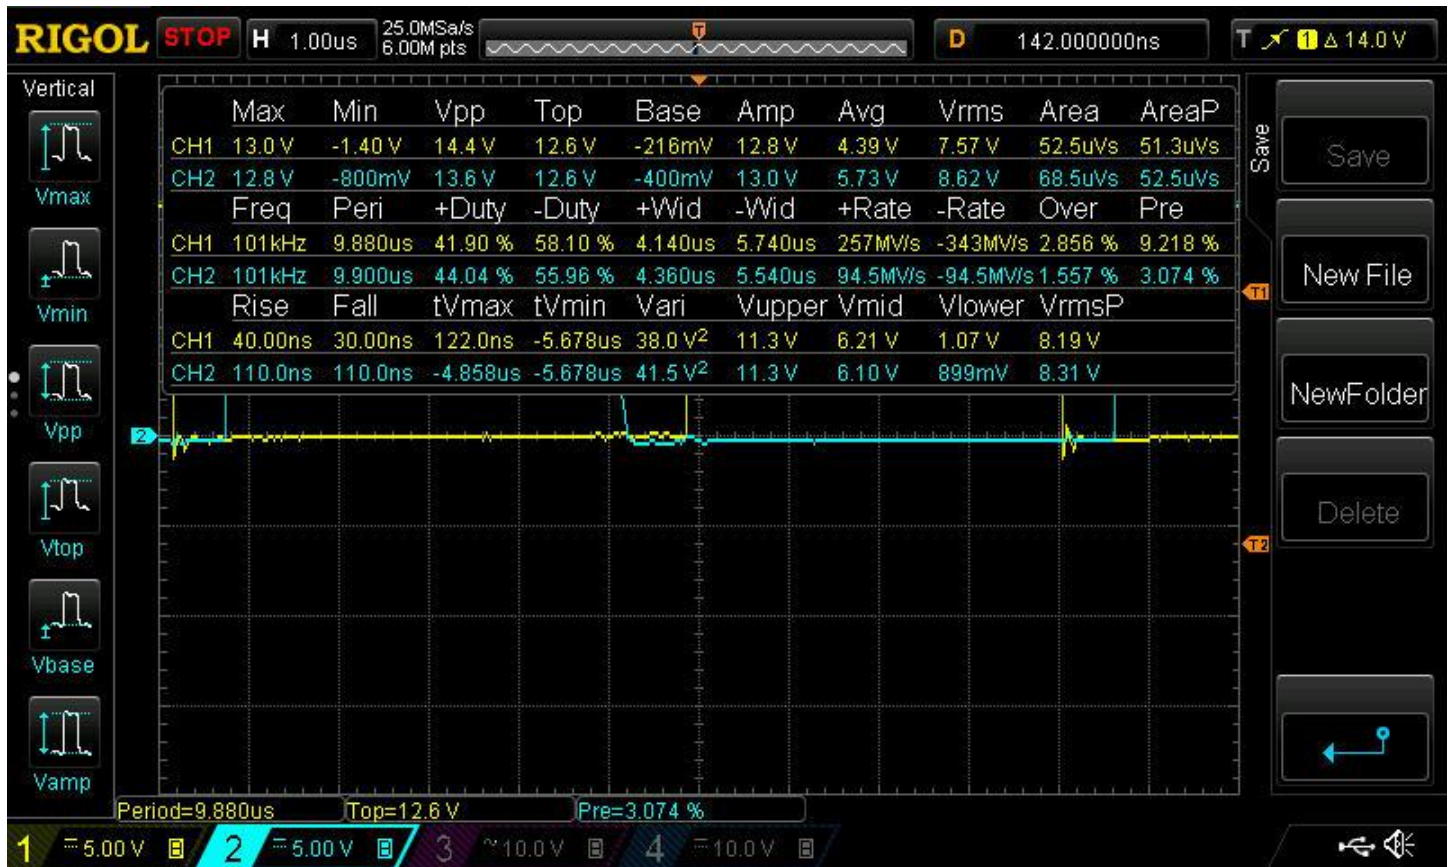 RIGOL STOP H 1.00us 25.0MSa/s 6.00M pts T D 142.000000ns T 1 Δ 14.0 V
Vertical
Vmax
Vmin
Vpp
Vtop
Vbase
Vamp
Max Min Vpp Top Base Amp Avg Vrms Area AreaP
CH1 13.0 V -1.40 V 14.4 V 12.6 V -216mV 12.8 V 4.39 V 7.57 V 52.5uVs 51.3uVs
CH2 12.8 V -800mV 13.6 V 12.6 V -400mV 13.0 V 5.73 V 8.62 V 68.5uVs 52.5uVs
Freq Peri +Duty -Duty +Wid -Wid +Rate -Rate Over Pre
CH1 101kHz 9.880us 41.90 % 58.10 % 4.140us 5.740us 257MV/s -343MV/s 2.856 % 9.218 %
CH2 101kHz 9.900us 44.04 % 55.96 % 4.360us 5.540us 94.5MV/s -94.5MV/s 1.557 % 3.074 %
Rise Fall tVmax tVmin Vari Vupper Vmid Vlower VrmsP
CH1 40.00ns 30.00ns 122.0ns -5.678us 38.0 V² 11.3 V 6.21 V 1.07 V 8.19 V
CH2 110.0ns 110.0ns -4.858us -5.678us 41.5 V² 11.3 V 6.10 V 899mV 8.31 V
2
T1
T2
Save
Save
New File
NewFolder
Delete
Period=9.880us Top=12.6 V Pre=3.074 %
1 5.00 V B 2 5.00 V B 3 10.0 V B 4 10.0 V B